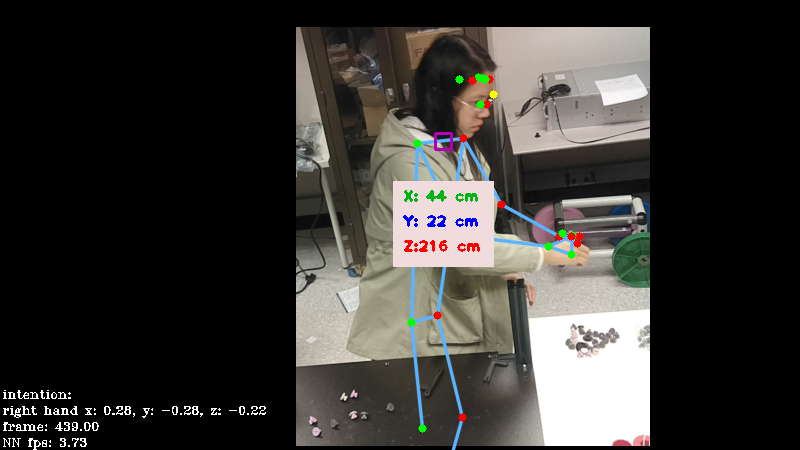 X: 44 cm
Y: 22 cm
Z:216 cm
intention:
right hand x: 0.28, y: -0.28, z: -0.22
frame: 439.00
NN fps: 3.73